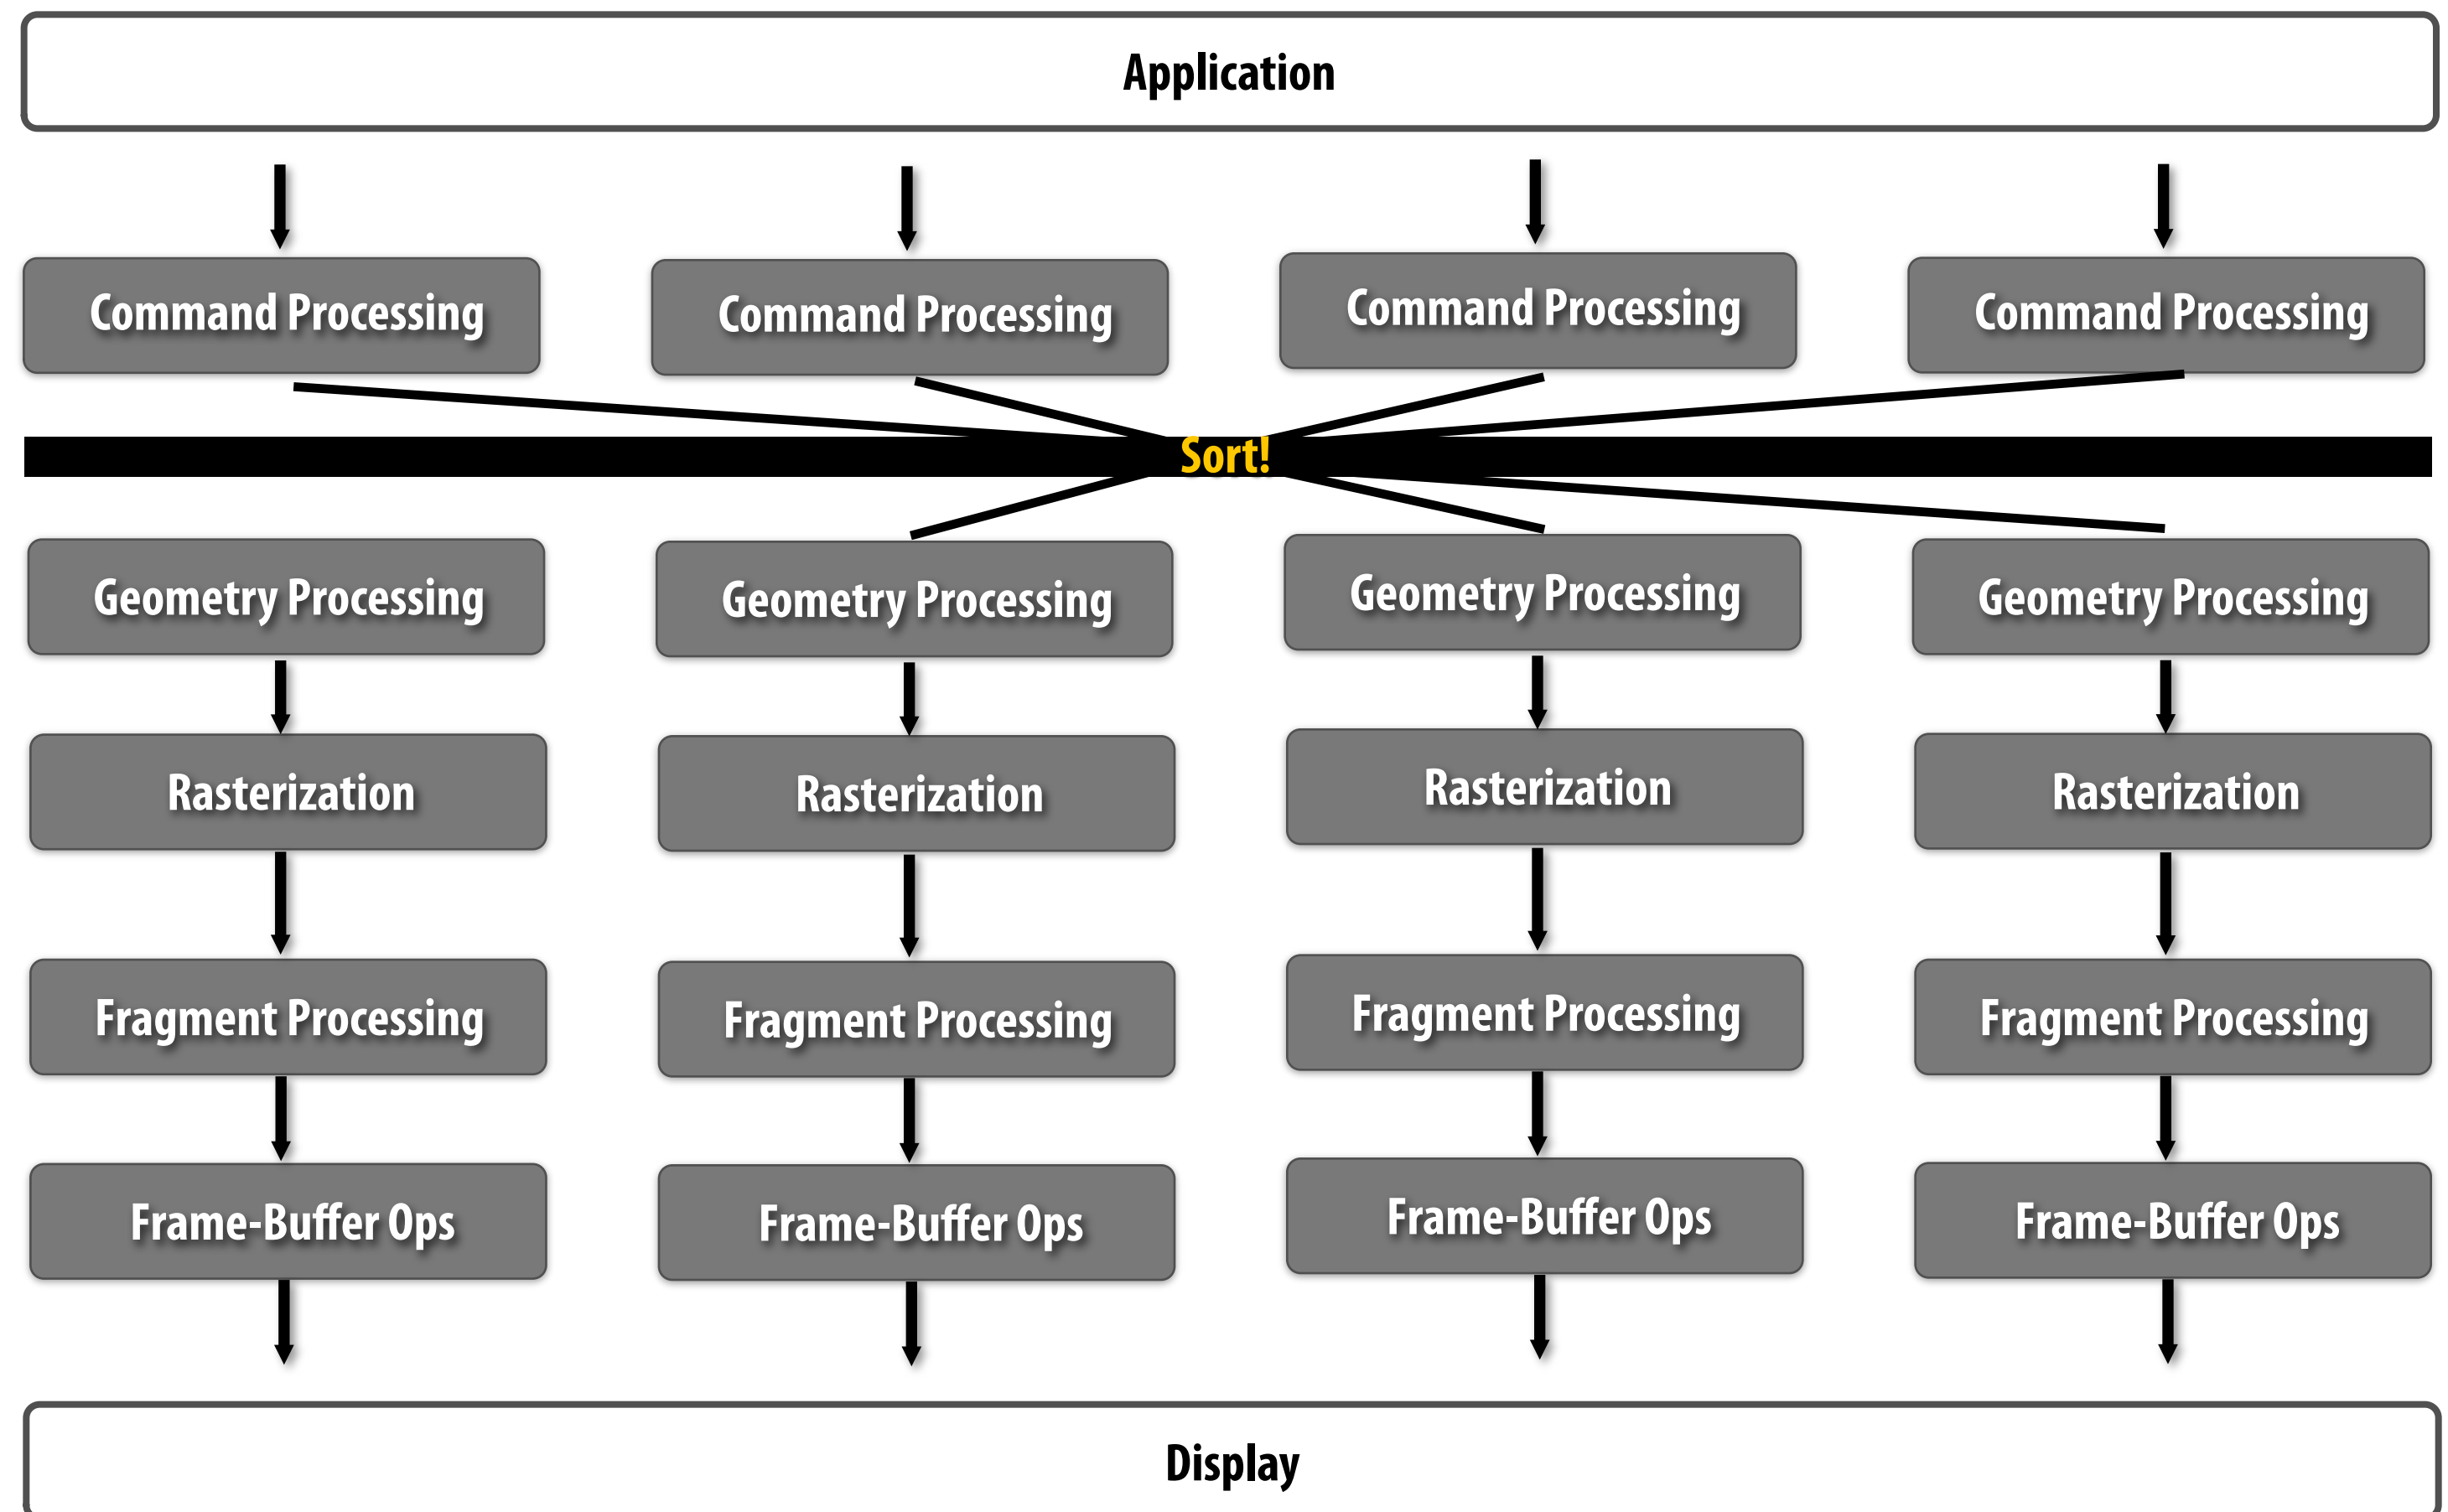 Application
Command Processing
Command Processing
Command Processing
Command Processing
Sort!
Geometry Processing
Geometry Processing
Geometry Processing
Geometry Processing
Rasterization
Rasterization
Rasterization
Rasterization
Fragment Processing
Fragment Processing
Fragment Processing
Fragment Processing
Frame-Buffer Ops
Frame-Buffer Ops
Frame-Buffer Ops
Frame-Buffer Ops
Display